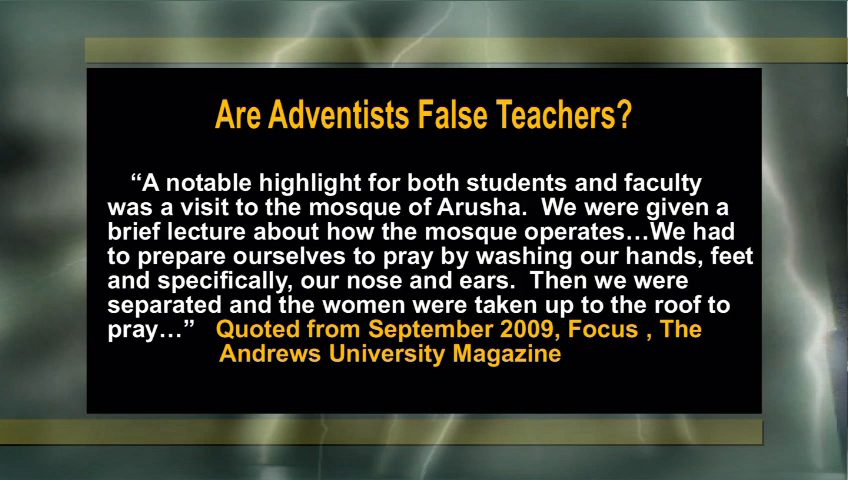 Are Adventists False Teachers?
“A notable highlight for both students and faculty
was a visit to the mosque of Arusha.  We were given a
brief lecture about how the mosque operates…We had
to prepare ourselves to pray by washing our hands, feet
and specifically, our nose and ears.  Then we were
separated and the women were taken up to the roof to
pray…”   Quoted from September 2009, Focus , The
Andrews University Magazine